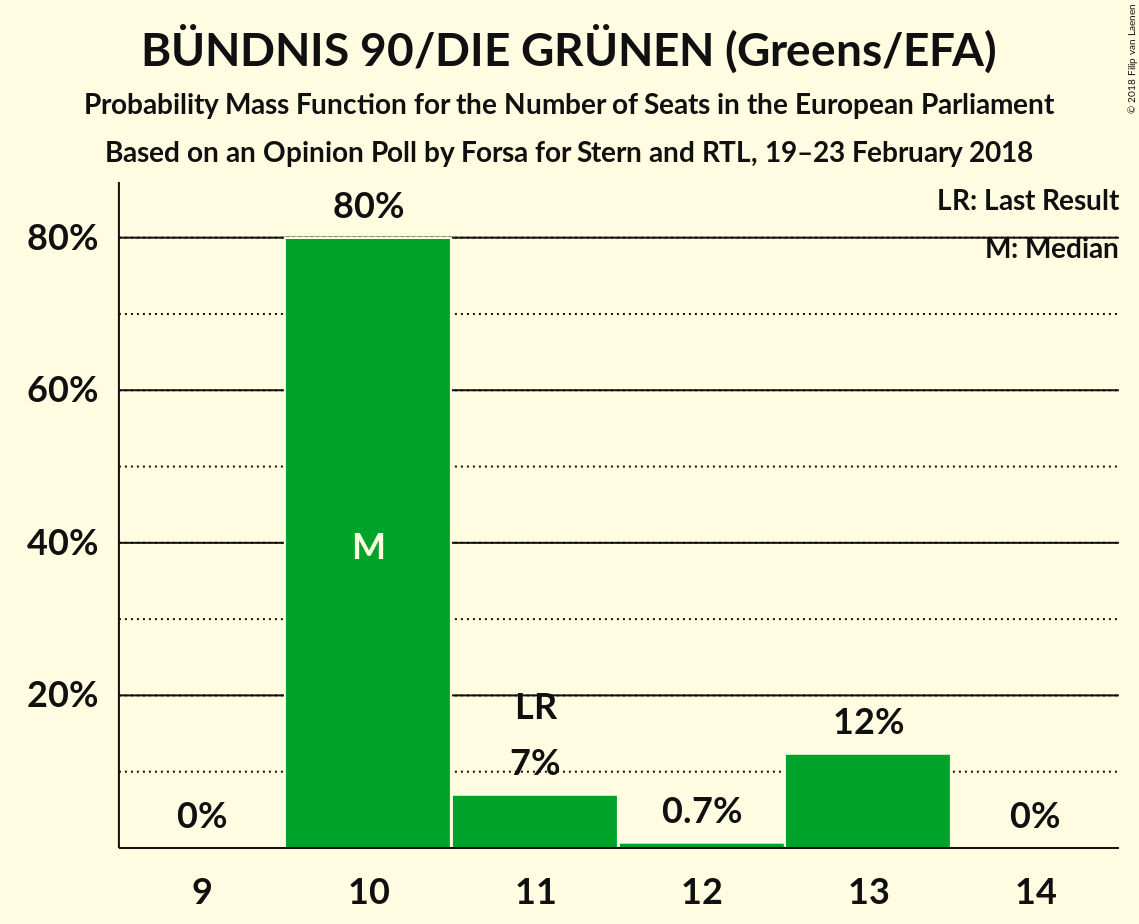 BÜNDNIS 90/DIE GRÜNEN (Greens/EFA)
Probability Mass Function for the Number of Seats in the European Parliament
Based on an Opinion Poll by Forsa for Stern and RTL, 19–23 February 2018
© 2018 Filip van Laenen
LR: Last Result
M: Median
80%
60%
40%
20%
0%
80%
M
LR
7%
0.7%
12%
0%
9 10 11 12 13 14